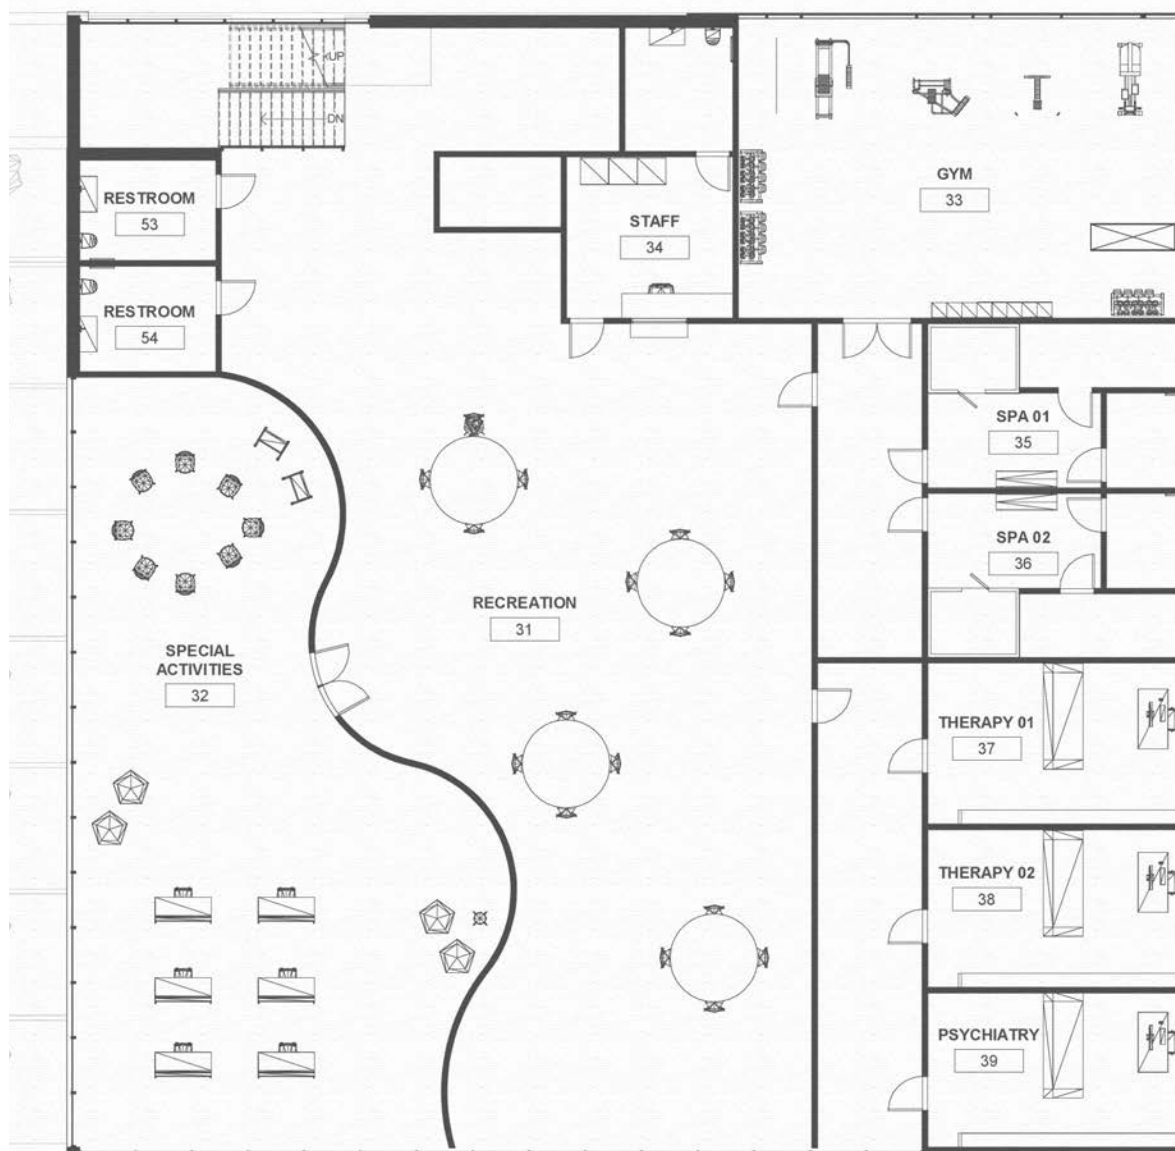 UP
DN
RESTROOM
53
RESTROOM
54
STAFF
34
GYM
33
SPA 01
35
SPA 02
36
RECREATION
31
SPECIAL
ACTIVITIES
32
THERAPY 01
37
THERAPY 02
38
PSYCHIATRY
39